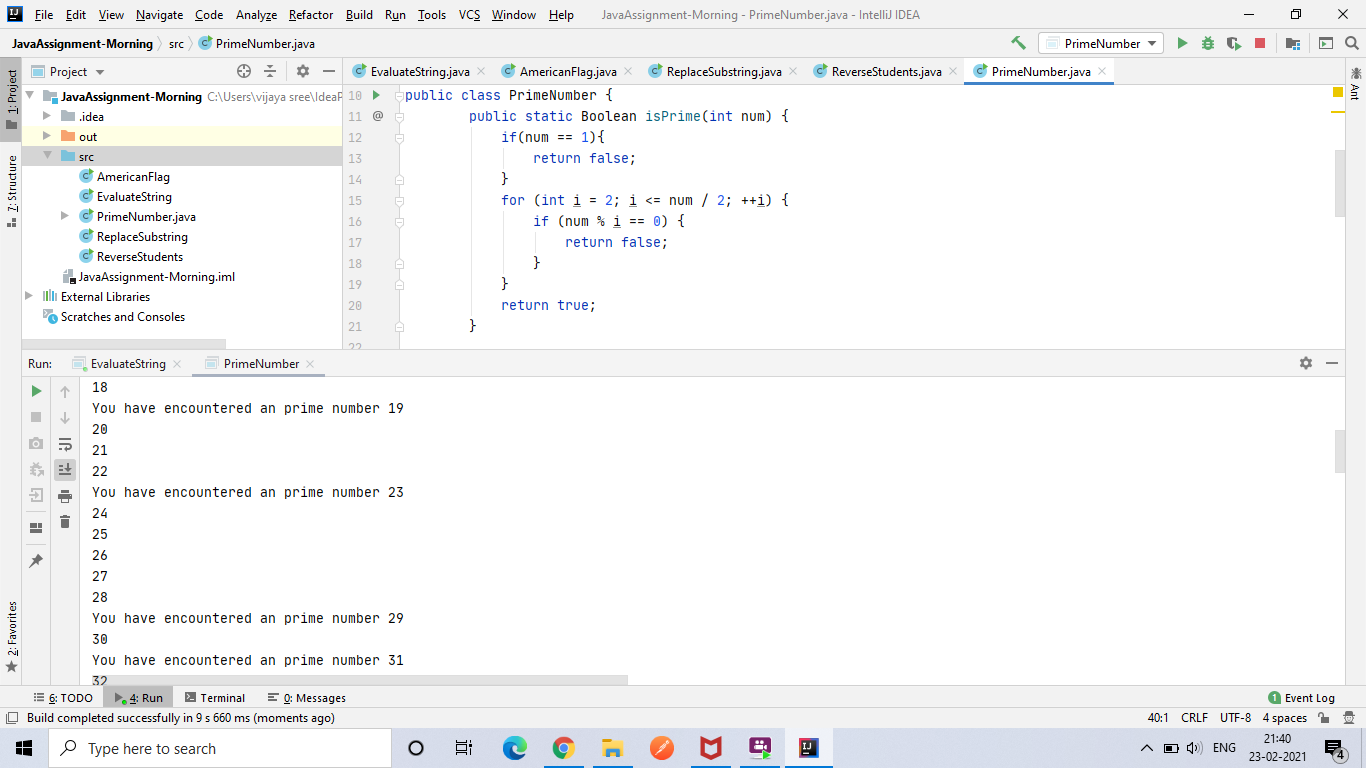 File Edit View Navigate Code Analyze Refactor Build Run Tools VCS Window Help JavaAssignment-Morning - PrimeNumber.java - IntelliJ IDEA
JavaAssignment-Morning src PrimeNumber.java PrimeNumber
Project EvaluateString.java AmericanFlag.java ReplaceSubstring.java ReverseStudents.java PrimeNumber.java
1: Project
7: Structure
2: Favorites
Ant
JavaAssignment-Morning C:\Users\vijaya sree\IdeaP
.idea
out
src
AmericanFlag
EvaluateString
PrimeNumber.java
ReplaceSubstring
ReverseStudents
JavaAssignment-Morning.iml
External Libraries
Scratches and Consoles
10 public class PrimeNumber {
11 @ public static Boolean isPrime(int num) {
12 if(num == 1){
13 return false;
14 }
15 for (int i = 2; i <= num / 2; ++i) {
16 if (num % i == 0) {
17 return false;
18 }
19 }
20 return true;
21 }
22
Run: EvaluateString PrimeNumber
18
You have encountered an prime number 19
20
21
22
You have encountered an prime number 23
24
25
26
27
28
You have encountered an prime number 29
30
You have encountered an prime number 31
32
6: TODO 4: Run Terminal 0: Messages 1 Event Log
Build completed successfully in 9 s 660 ms (moments ago) 40:1 CRLF UTF-8 4 spaces
Type here to search ENG 21:40
23-02-2021 4